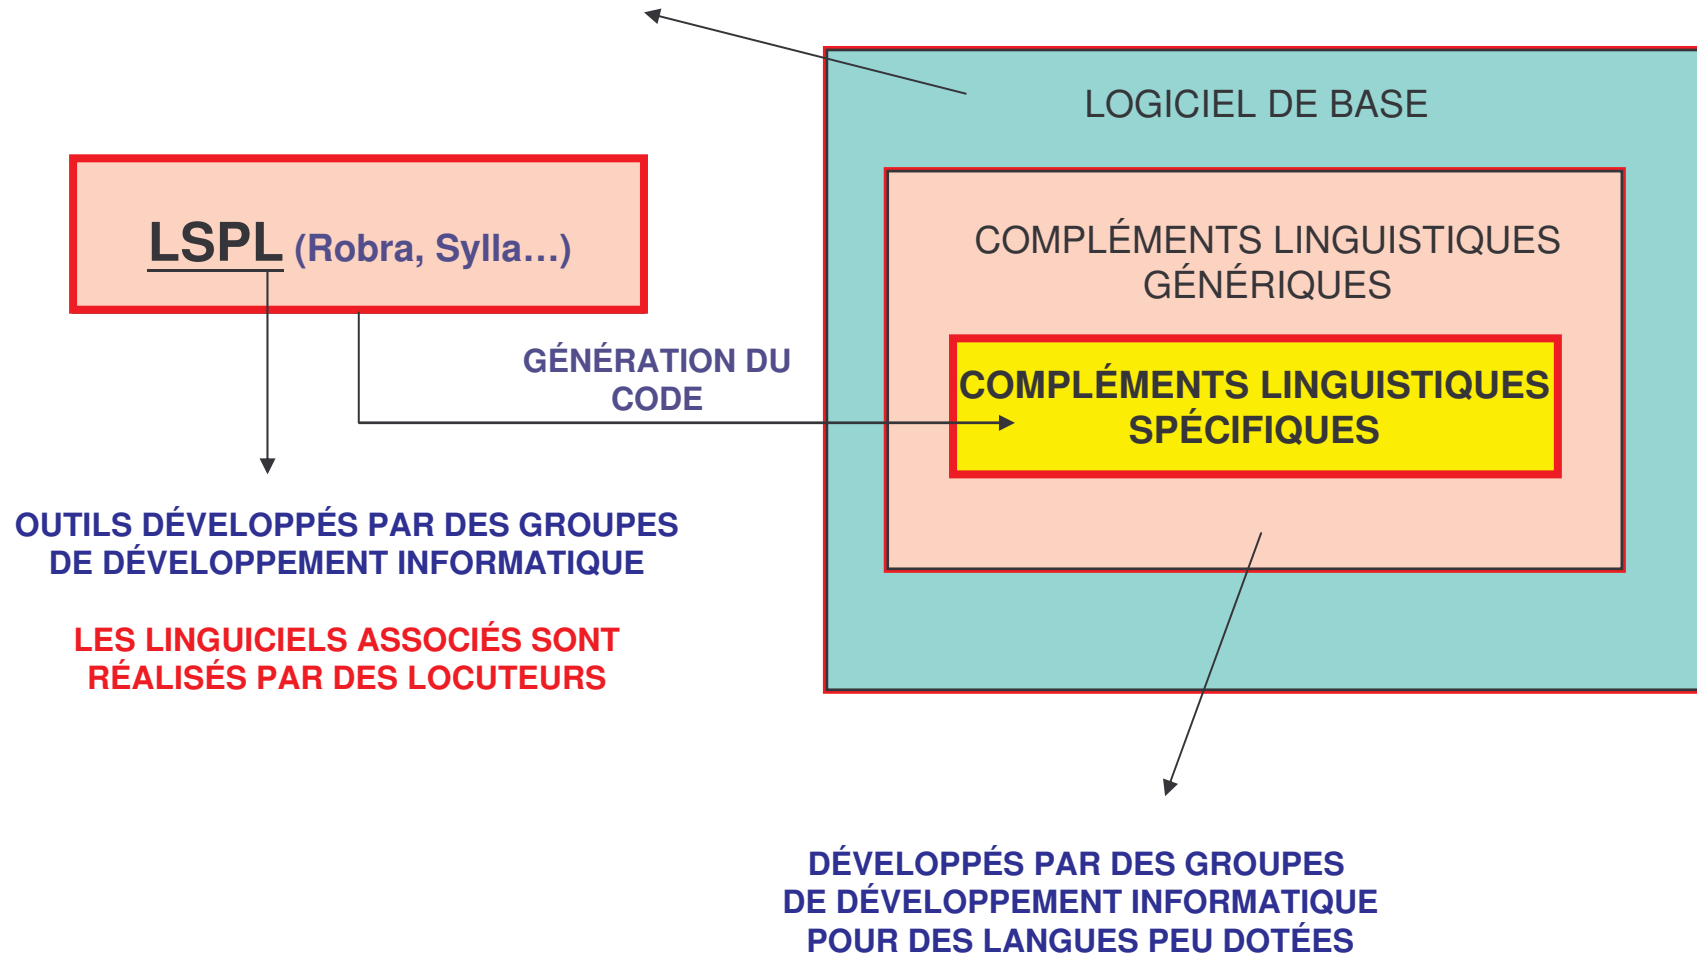 LOGICIEL DE BASE
LSPL (Robra, Sylla…)
COMPLÉMENTS LINGUISTIQUES
GÉNÉRIQUES
GÉNÉRATION DU
CODE
COMPLÉMENTS LINGUISTIQUES
SPÉCIFIQUES
OUTILS DÉVELOPPÉS PAR DES GROUPES
DE DÉVELOPPEMENT INFORMATIQUE
LES LINGUICIELS ASSOCIÉS SONT
RÉALISÉS PAR DES LOCUTEURS
DÉVELOPPÉS PAR DES GROUPES
DE DÉVELOPPEMENT INFORMATIQUE
POUR DES LANGUES PEU DOTÉES